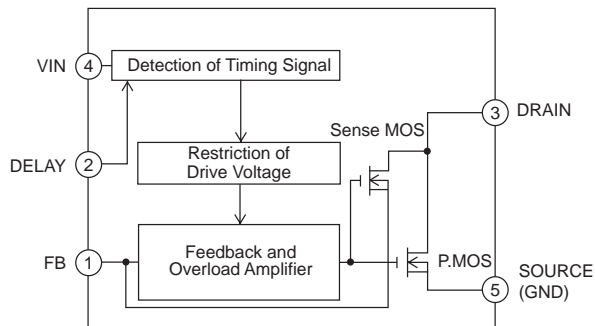 VIN
4
Detection of Timing Signal
3
DRAIN
Sense MOS
DELAY
2
Restriction of
Drive Voltage
FB
1
Feedback and
Overload Amplifier
P.MOS
SOURCE
(GND)
5